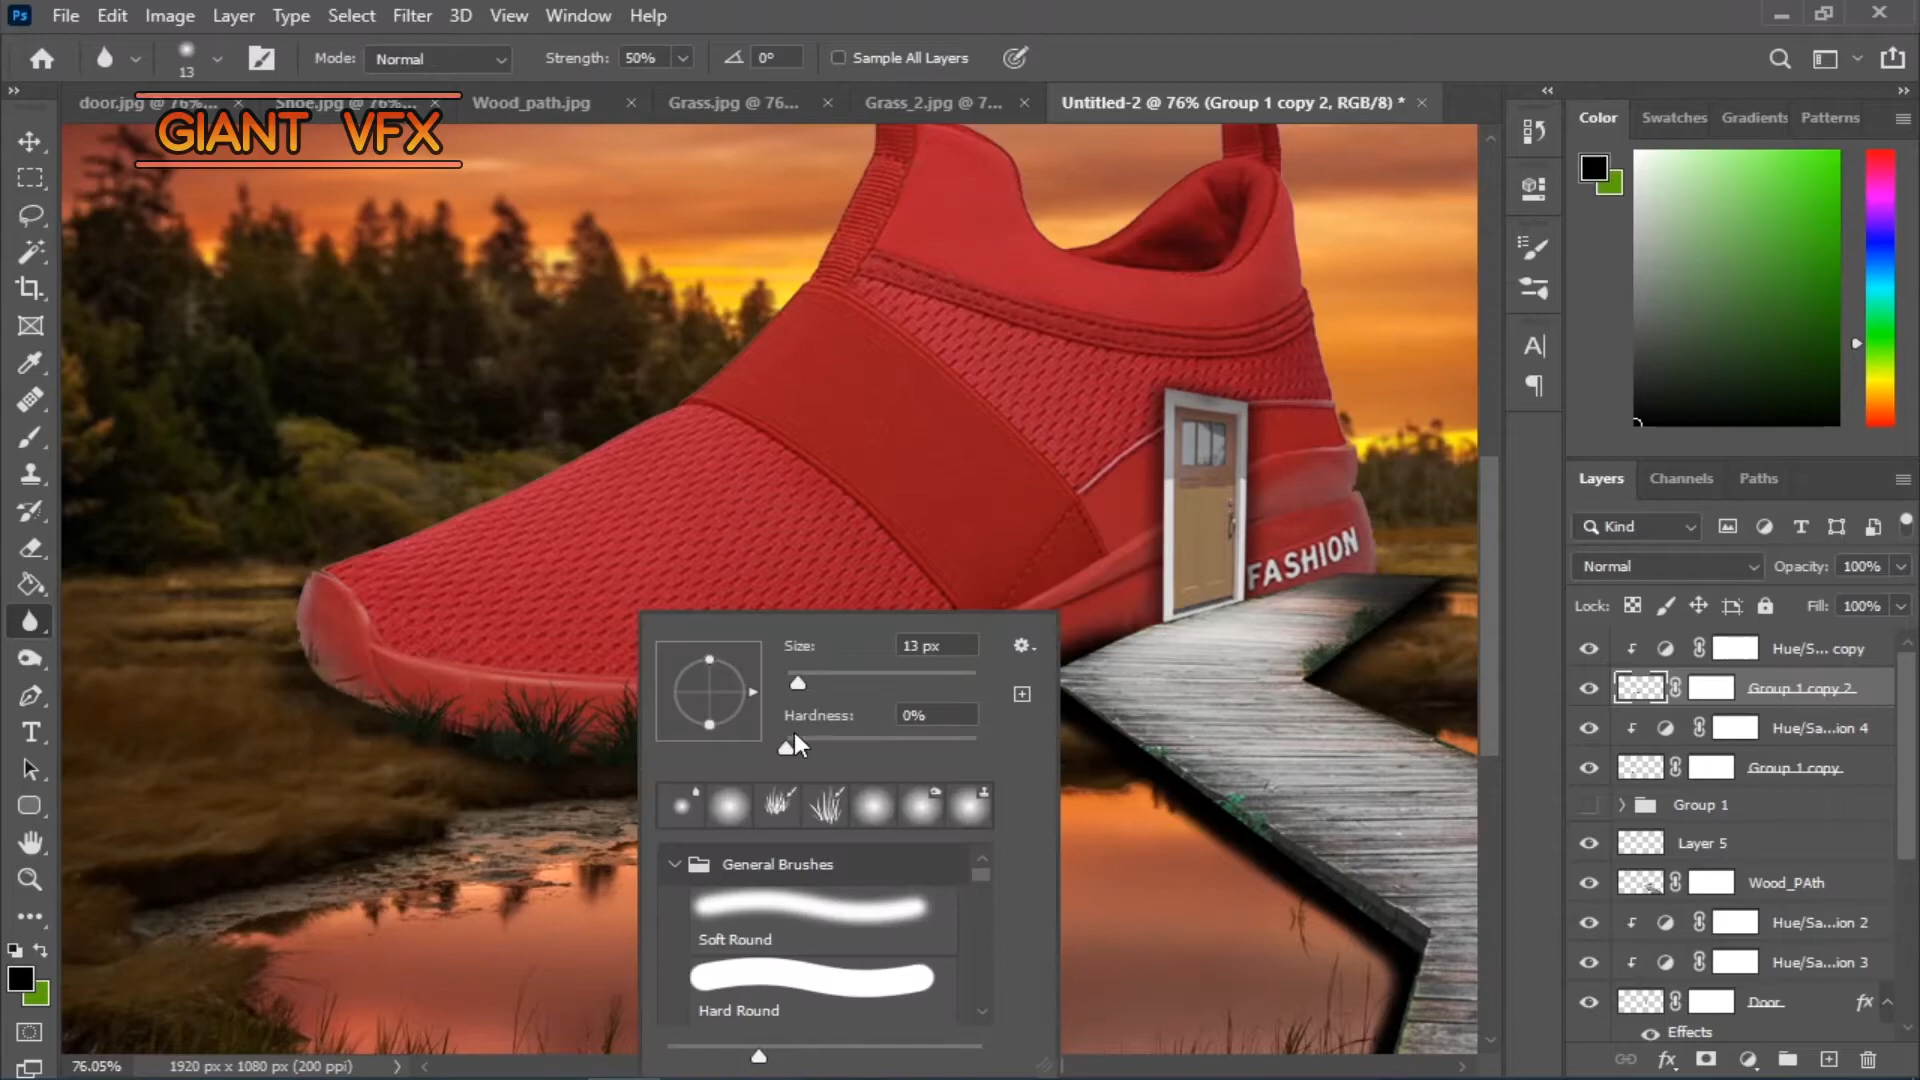 Ps File Edit Image Layer Type Select Filter 3D View Window Help
13 Mode: Normal Strength: 50% 0° Sample All Layers
door.jpg @ 76%... Shoe.jpg @ 76%... Wood_path.jpg Grass.jpg @ 76... Grass_2.jpg @ 7... Untitled-2 @ 76% (Group 1 copy 2, RGB/8) *
GIANT VFX
Color Swatches Gradients Patterns
FASHION
Size: 13 px
Hardness: 0%
General Brushes
Soft Round
Hard Round
Layers Channels Paths
Kind
Normal Opacity: 100%
Lock: Fill: 100%
Hue/S... copy
Group 1 copy 2
Hue/Sa...ion 4
Group 1 copy
Group 1
Layer 5
Wood_PAth
Hue/Sa...ion 2
Hue/Sa...ion 3
Door fx
Effects
76.05% 1920 px x 1080 px (200 ppi)